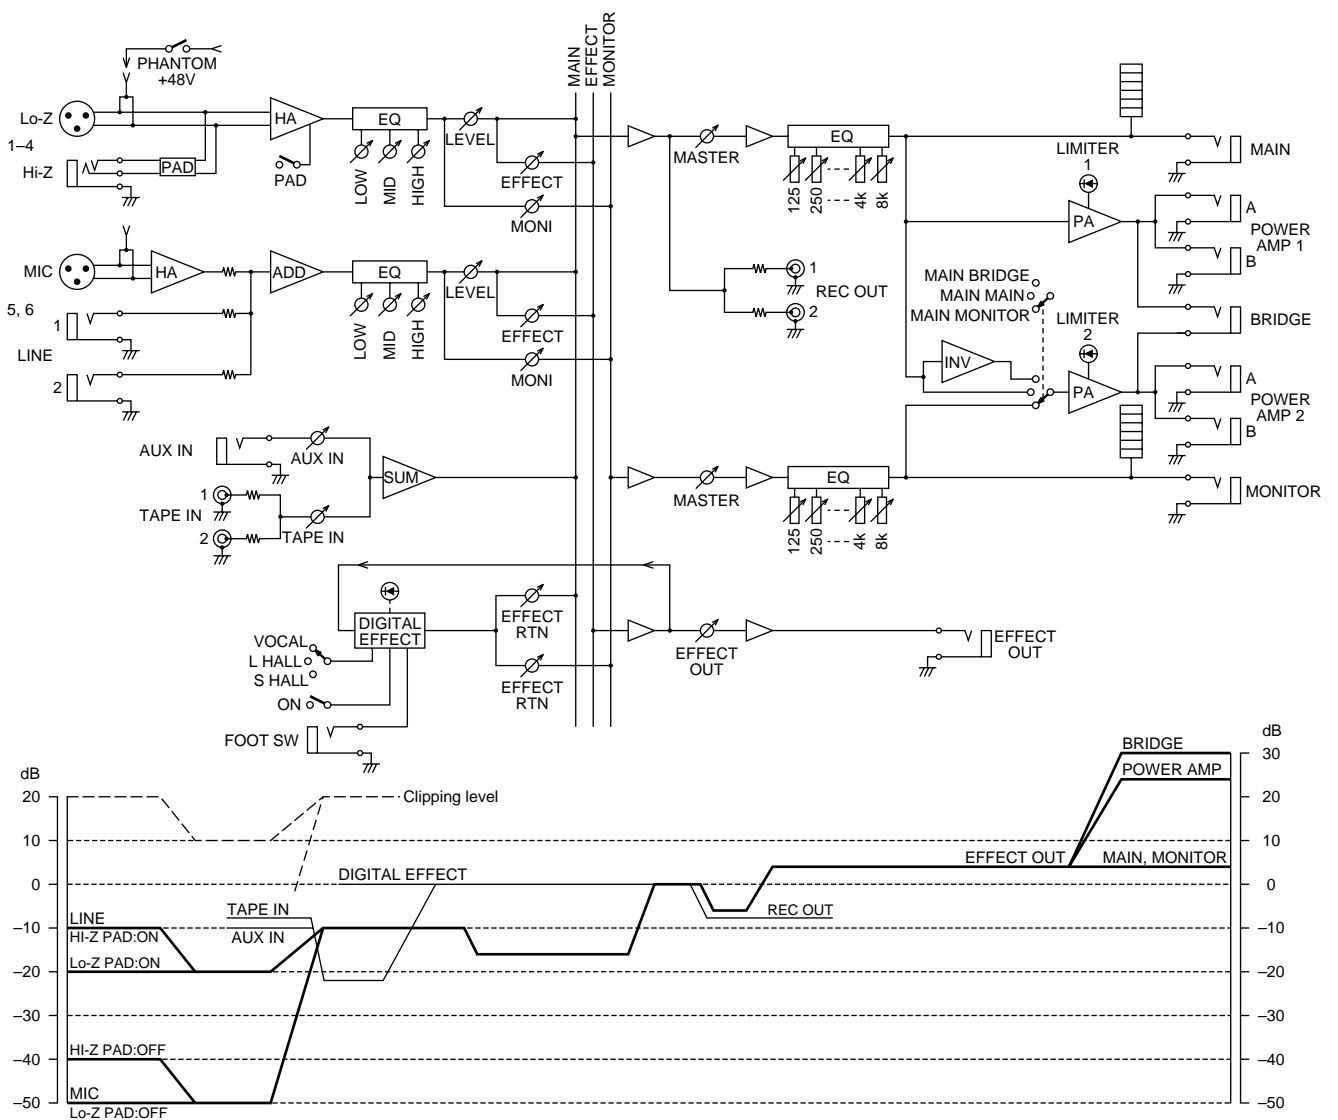 MAIN
EFFECT
MONITOR
PHANTOM
+48V
Lo-Z
1–4
Hi-Z
PAD
HA
PAD
EQ
LOW
MID
HIGH
LEVEL
EFFECT
MONI
MIC
5, 6
HA
ADD
1
LINE
2
EQ
LOW
MID
HIGH
LEVEL
EFFECT
MONI
AUX IN
AUX IN
1
TAPE IN
2
TAPE IN
SUM
DIGITAL
EFFECT
VOCAL
L HALL
S HALL
ON
FOOT SW
EFFECT
RTN
EFFECT
RTN
MASTER
EQ
125
250
4k
8k
1
REC OUT
2
MAIN BRIDGE
MAIN MAIN
MAIN MONITOR
INV
LIMITER
1
PA
LIMITER
2
PA
MAIN
A
POWER
AMP 1
B
BRIDGE
A
POWER
AMP 2
B
MASTER
EQ
125
250
4k
8k
MONITOR
EFFECT
OUT
EFFECT
OUT
dB
20
10
0
–10
–20
–30
–40
–50
Clipping level
DIGITAL EFFECT
TAPE IN
AUX IN
LINE
HI-Z PAD:ON
Lo-Z PAD:ON
HI-Z PAD:OFF
MIC
Lo-Z PAD:OFF
REC OUT
EFFECT OUT
BRIDGE
POWER AMP
MAIN, MONITOR
dB
30
20
10
0
–10
–20
–30
–40
–50